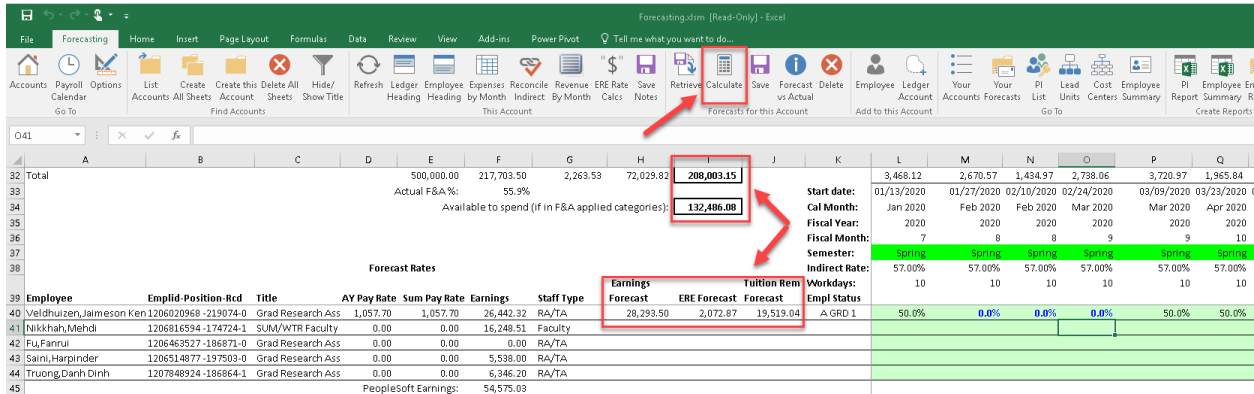 Forecasting.xlsm [Read-Only] - Excel
File Forecasting Home Insert Page Layout Formulas Data Review View Add-ins Power Pivot Tell me what you want to do...
Accounts Payroll Calendar Options List Accounts Create All Sheets Create this Account Delete All Sheets Hide/ Show Title Refresh Ledger Heading Employee Heading Expenses by Month Reconcile Indirect Revenue By Month "$" ERE Rate Calcs Save Notes Retrieve Calculate Save Forecast vs Actual Delete Employee Ledger Account Your Accounts Your Forecasts PI List Lead Units Cost Centers Employee Summary PI Report Employee Summary
Go To Find Accounts This Account Forecasts for this Account Add to this Account Go To Create Reports
O41 fx
A B C D E F G H I J K L M N O P Q
32 Total 500,000.00 217,703.50 2,263.53 72,029.82 208,003.15 3,468.12 2,670.57 1,434.97 2,738.06 3,720.97 1,965.84
33 Actual F&A %: 55.9% Start date: 01/13/2020 01/27/2020 02/10/2020 02/24/2020 03/09/2020 03/23/2020
34 Available to spend (if in F&A applied categories): 132,486.08 Cal Month: Jan 2020 Feb 2020 Feb 2020 Mar 2020 Mar 2020 Apr 2020
35 Fiscal Year: 2020 2020 2020 2020 2020 2020
36 Fiscal Month: 7 8 8 9 9 10
37 Semester: Spring Spring Spring Spring Spring Spring
38 Forecast Rates Indirect Rate: 57.00% 57.00% 57.00% 57.00% 57.00% 57.00%
Earnings Tuition Rem Workdays: 10 10 10 10 10 10
39 Employee Emplid-Position-Rcd Title AY Pay Rate Sum Pay Rate Earnings Staff Type Forecast ERE Forecast Forecast Empl Status
40 Veldhuizen,Jaimeson Ken 1206020968 -219074-0 Grad Research Ass 1,057.70 1,057.70 26,442.32 RA/TA 28,293.50 2,072.87 19,519.04 A GRD 1 50.0% 0.0% 0.0% 0.0% 50.0% 50.0%
41 Nikkhah,Mehdi 1206816594 -174724-1 SUM/WTR Faculty 0.00 0.00 16,248.51 Faculty
42 Fu,Fanrui 1206463527 -186871-0 Grad Research Ass 0.00 0.00 0.00 RA/TA
43 Saini,Harpinder 1206514877 -197503-0 Grad Research Ass 0.00 0.00 5,538.00 RA/TA
44 Truong,Danh Dinh 1207848924 -186864-1 Grad Research Ass 0.00 0.00 6,346.20 RA/TA
45 PeopleSoft Earnings: 54,575.03